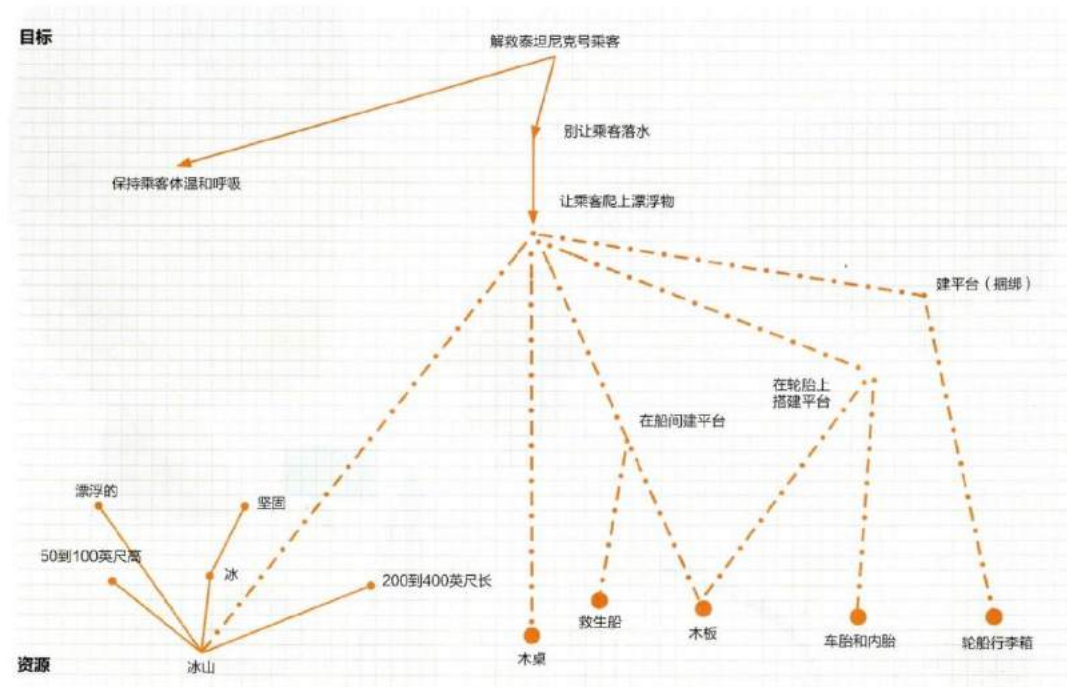 目标
解救泰坦尼克号乘客
别让乘客落水
保持乘客体温和呼吸
让乘客爬上漂浮物
建平台（捆绑）
在轮胎上
搭建平台
在船间建平台
漂浮的
坚固
50到100英尺高
冰
200到400英尺长
救生船
木板
车胎和内胎
轮船行李箱
木桌
资源
冰山